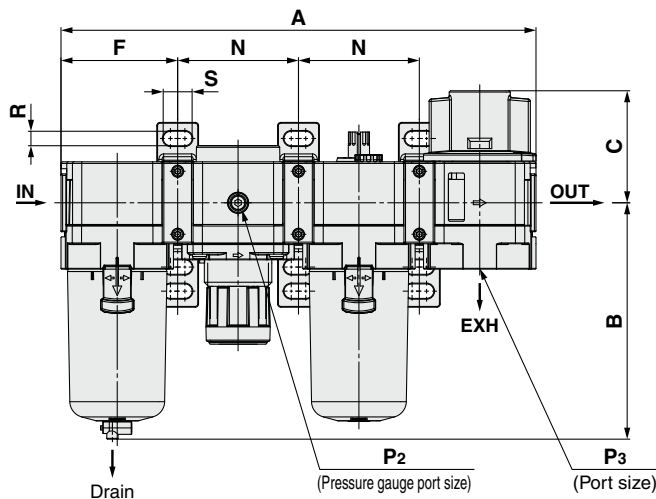 A
F
N
N
S
R
C
IN
OUT
B
EXH
P2
(Pressure gauge port size)
P3
(Port size)
Drain